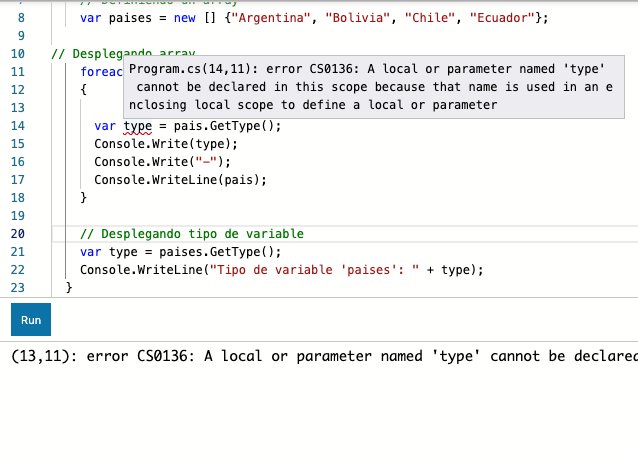 8 var paises = new [] {"Argentina", "Bolivia", "Chile", "Ecuador"};
9
10 // Desplegando array
11 foreac
Program.cs(14,11): error CS0136: A local or parameter named 'type'
cannot be declared in this scope because that name is used in an e
nclosing local scope to define a local or parameter
12 {
13
14 var type = pais.GetType();
15 Console.Write(type);
16 Console.Write("-");
17 Console.WriteLine(pais);
18 }
19
20 // Desplegando tipo de variable
21 var type = paises.GetType();
22 Console.WriteLine("Tipo de variable 'paises': " + type);
23 }
Run
(13,11): error CS0136: A local or parameter named 'type' cannot be declared